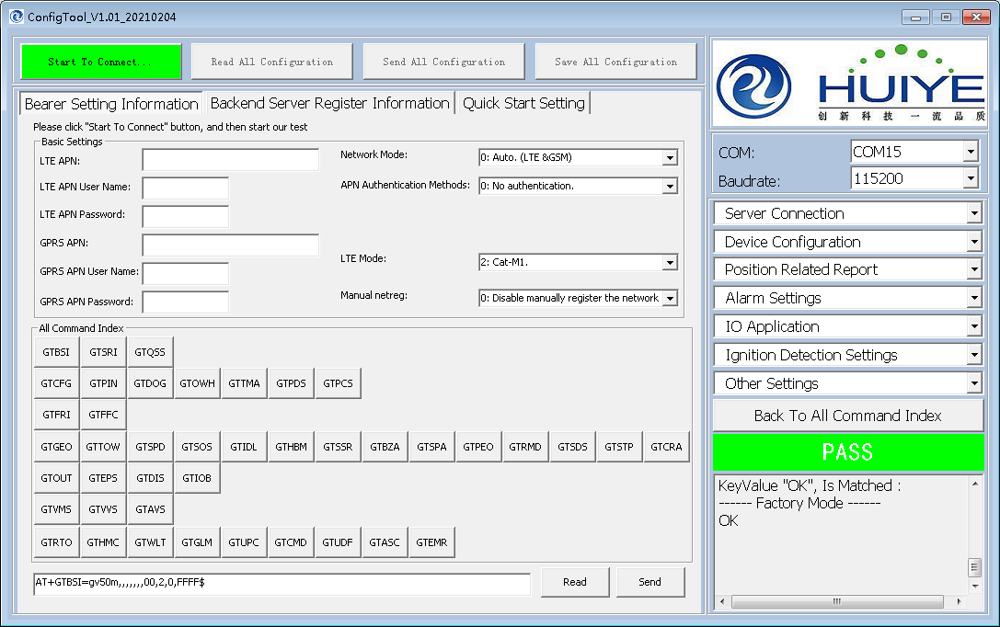 ConfigTool_V1.01_20210204
Start To Connect...
Read All Configuration
Send All Configuration
Save All Configuration
HUIYE
创 新 科 技 一 流 品 质
Bearer Setting Information
Backend Server Register Information
Quick Start Setting
Please click "Start To Connect" button, and then start our test
Basic Settings
LTE APN:
LTE APN User Name:
LTE APN Password:
GPRS APN:
GPRS APN User Name:
GPRS APN Password:
Network Mode:
0: Auto. (LTE &GSM)
APN Authentication Methods:
0: No authentication.
LTE Mode:
2: Cat-M1.
Manual netreg:
0: Disable manually register the network
All Command Index
GTBSI GTSRI GTQSS
GTCFG GTPIN GTDOG GTOWH GTTMA GTPDS GTPCS
GTFRI GTFFC
GTGEO GTTOW GTSPD GTSOS GTIDL GTHBM GTSSR GTBZA GTSPA GTPEO GTRMD GTSDS GTSTP GTCRA
GTOUT GTEPS GTDIS GTIOB
GTVMS GTVVS GTAVS
GTRTO GTHMC GTWLT GTGLM GTUPC GTCMD GTUDF GTASC GTEMR
AT+GTBSI=gv50m,,,,,,,00,2,0,FFFF$
Read
Send
COM:
COM15
Baudrate:
115200
Server Connection
Device Configuration
Position Related Report
Alarm Settings
IO Application
Ignition Detection Settings
Other Settings
Back To All Command Index
PASS
KeyValue "OK", Is Matched :
------ Factory Mode ------
OK